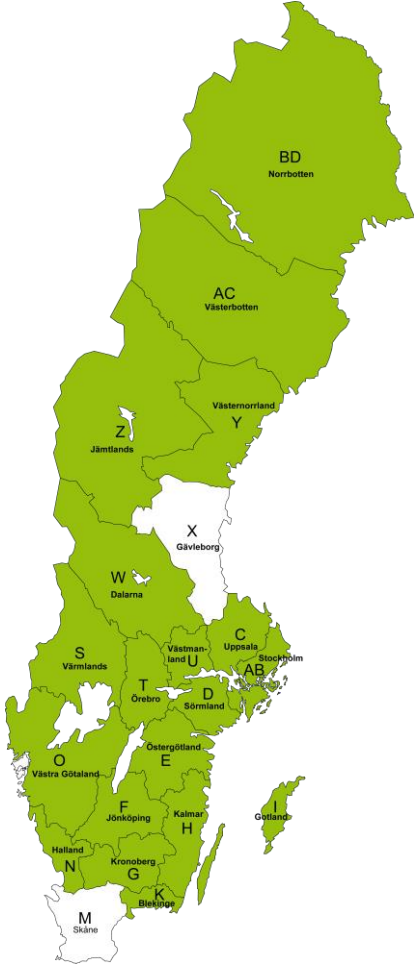 BD
Norrbotten
AC
Västerbotten
Västernorrland
Y
Z
Jämtlands
X
Gävleborg
W
Dalarna
C
Uppsala
Stockholm
AB
Västman-
land U
S
Värmlands
T
Örebro
D
Sörmland
Östergötland
E
O
Västra Götaland
F
Jönköping
Kalmar
H
I
Gotland
Halland
N
Kronoberg
G
K
Blekinge
M
Skåne